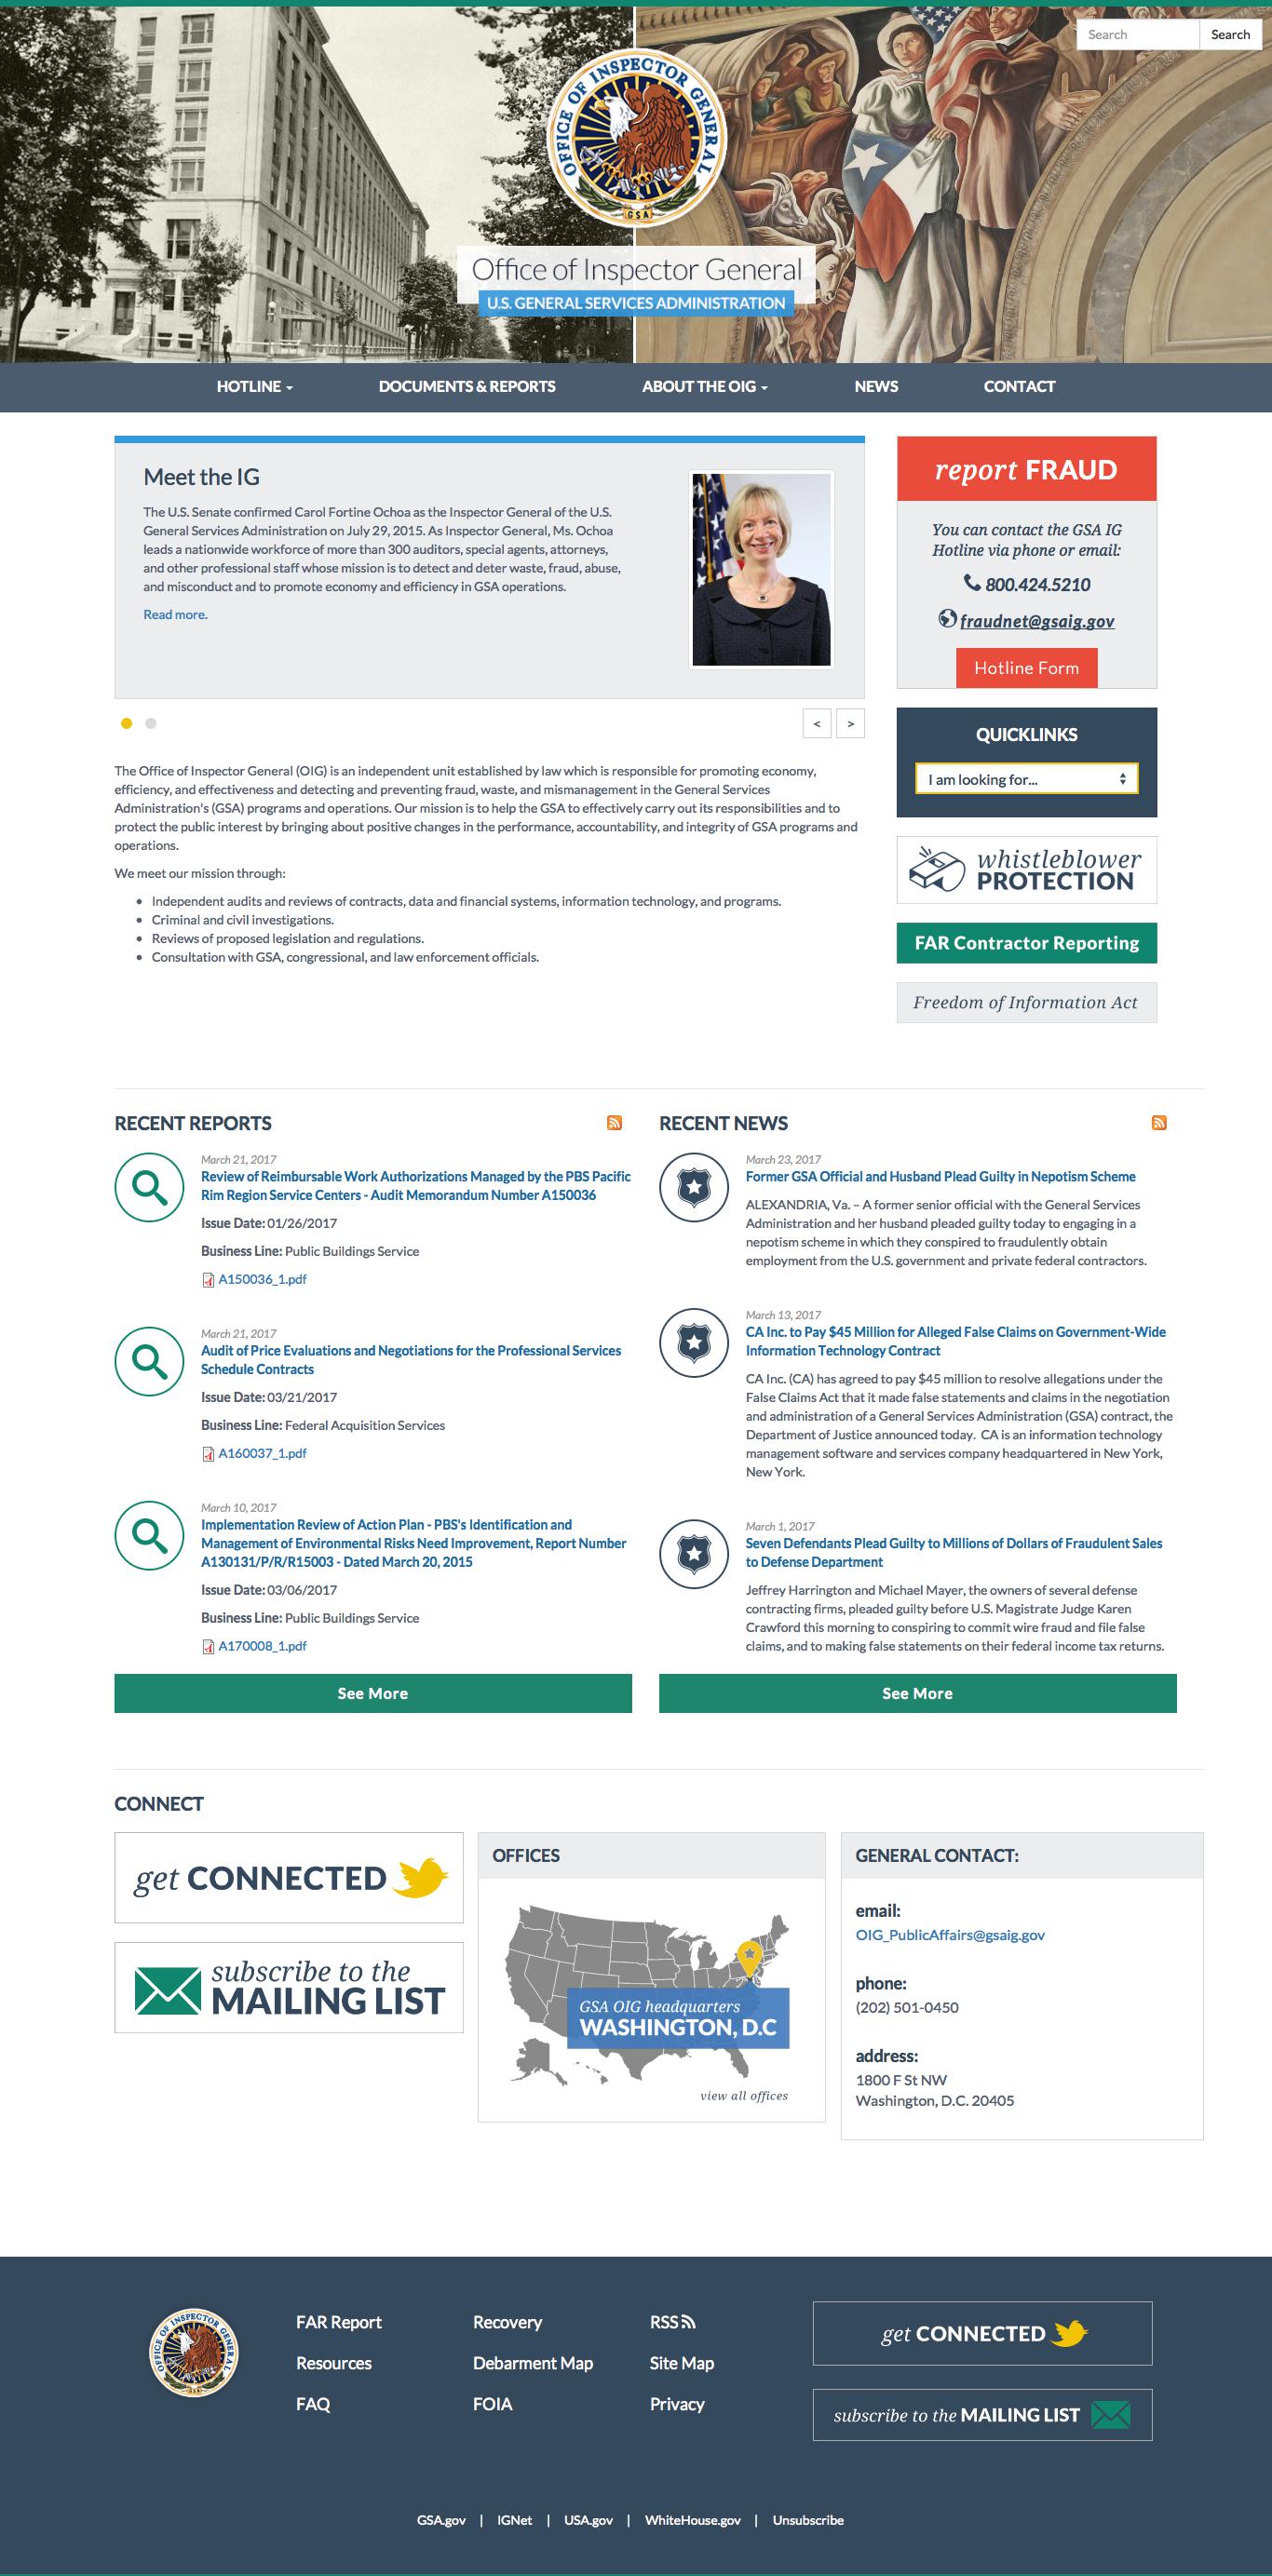 Search
Search
OFFICE OF INSPECTOR GENERAL
GSA
Office of Inspector General
U.S. GENERAL SERVICES ADMINISTRATION
HOTLINE
DOCUMENTS & REPORTS
ABOUT THE OIG
NEWS
CONTACT
Meet the IG
The U.S. Senate confirmed Carol Fortine Ochoa as the Inspector General of the U.S.
General Services Administration on July 29, 2015. As Inspector General, Ms. Ochoa
leads a nationwide workforce of more than 300 auditors, special agents, attorneys,
and other professional staff whose mission is to detect and deter waste, fraud, abuse,
and misconduct and to promote economy and efficiency in GSA operations.
Read more.
<
>
The Office of Inspector General (OIG) is an independent unit established by law which is responsible for promoting economy,
efficiency, and effectiveness and detecting and preventing fraud, waste, and mismanagement in the General Services
Administration's (GSA) programs and operations. Our mission is to help the GSA to effectively carry out its responsibilities and to
protect the public interest by bringing about positive changes in the performance, accountability, and integrity of GSA programs and
operations.
We meet our mission through:
• Independent audits and reviews of contracts, data and financial systems, information technology, and programs.
• Criminal and civil investigations.
• Reviews of proposed legislation and regulations.
• Consultation with GSA, congressional, and law enforcement officials.
report FRAUD
You can contact the GSA IG
Hotline via phone or email:
800.424.5210
fraudnet@gsaig.gov
Hotline Form
QUICKLINKS
I am looking for...
whistleblower
PROTECTION
FAR Contractor Reporting
Freedom of Information Act
RECENT REPORTS
March 21, 2017
Review of Reimbursable Work Authorizations Managed by the PBS Pacific
Rim Region Service Centers - Audit Memorandum Number A150036
Issue Date: 01/26/2017
Business Line: Public Buildings Service
A150036_1.pdf
March 21, 2017
Audit of Price Evaluations and Negotiations for the Professional Services
Schedule Contracts
Issue Date: 03/21/2017
Business Line: Federal Acquisition Services
A160037_1.pdf
March 10, 2017
Implementation Review of Action Plan - PBS's Identification and
Management of Environmental Risks Need Improvement, Report Number
A130131/P/R/R15003 - Dated March 20, 2015
Issue Date: 03/06/2017
Business Line: Public Buildings Service
A170008_1.pdf
See More
RECENT NEWS
March 23, 2017
Former GSA Official and Husband Plead Guilty in Nepotism Scheme
ALEXANDRIA, Va. – A former senior official with the General Services
Administration and her husband pleaded guilty today to engaging in a
nepotism scheme in which they conspired to fraudulently obtain
employment from the U.S. government and private federal contractors.
March 13, 2017
CA Inc. to Pay $45 Million for Alleged False Claims on Government-Wide
Information Technology Contract
CA Inc. (CA) has agreed to pay $45 million to resolve allegations under the
False Claims Act that it made false statements and claims in the negotiation
and administration of a General Services Administration (GSA) contract, the
Department of Justice announced today.  CA is an information technology
management software and services company headquartered in New York,
New York.
March 1, 2017
Seven Defendants Plead Guilty to Millions of Dollars of Fraudulent Sales
to Defense Department
Jeffrey Harrington and Michael Mayer, the owners of several defense
contracting firms, pleaded guilty before U.S. Magistrate Judge Karen
Crawford this morning to conspiring to commit wire fraud and file false
claims, and to making false statements on their federal income tax returns.
See More
CONNECT
get CONNECTED
subscribe to the
MAILING LIST
OFFICES
GSA OIG headquarters
WASHINGTON, D.C
view all offices
GENERAL CONTACT:
email:
OIG_PublicAffairs@gsaig.gov
phone:
(202) 501-0450
address:
1800 F St NW
Washington, D.C. 20405
OFFICE OF INSPECTOR GENERAL
FAR Report
Resources
FAQ
Recovery
Debarment Map
FOIA
RSS
Site Map
Privacy
get CONNECTED
subscribe to the MAILING LIST
GSA.gov | IGNet | USA.gov | WhiteHouse.gov | Unsubscribe